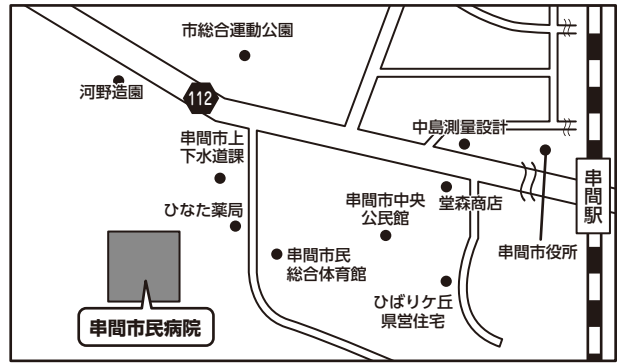 市総合運動公園
河野造園
112
中島測量設計
串間市上
下水道課
串間駅
ひなた薬局
串間市中央
公民館
堂森商店
串間市役所
串間市民
総合体育館
ひばりケ丘
県営住宅
串間市民病院